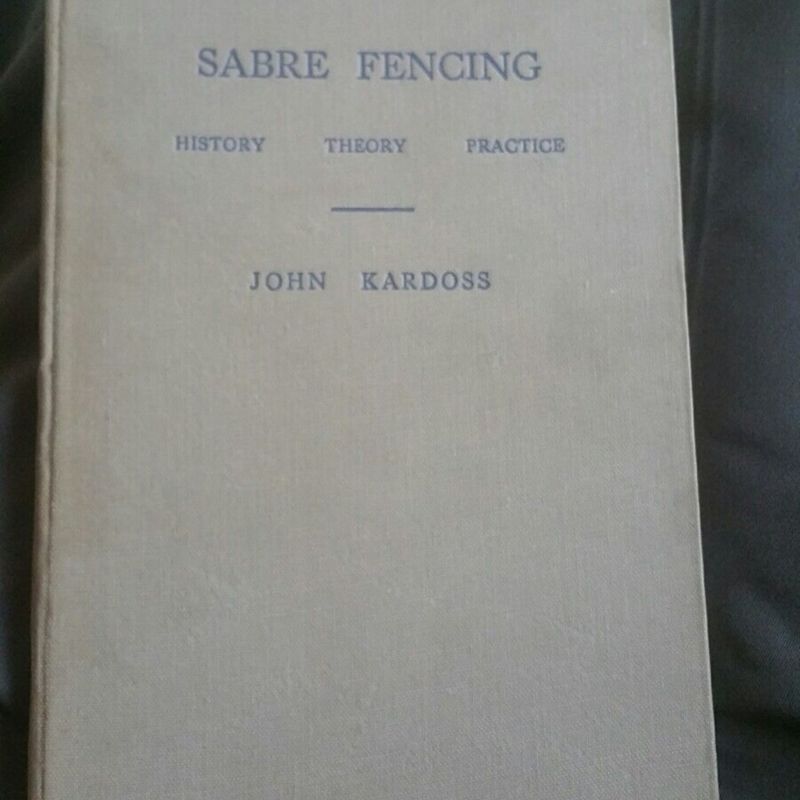 SABRE FENCING
HISTORY THEORY PRACTICE
JOHN KARDOSS